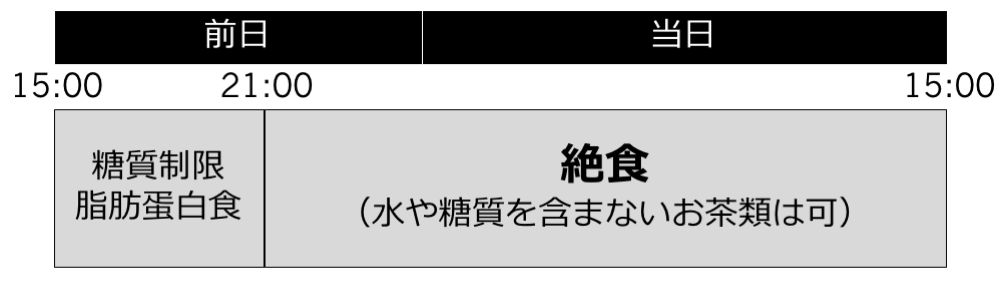 前日
当日
15:00
21:00
15:00
糖質制限
脂肪蛋白食
絶食
（水や糖質を含まないお茶類は可）